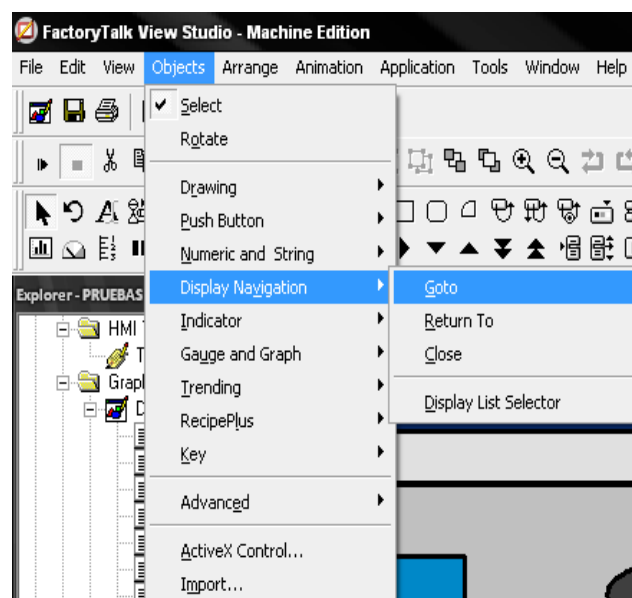 FactoryTalk View Studio - Machine Edition
File Edit View Objects Arrange Animation Application Tools Window Help
Select
Rotate
Drawing
Push Button
Numeric and String
Display Navigation
Goto
Explorer - PRUEBAS
Indicator
Return To
HMI
Gauge and Graph
Close
Trending
Display List Selector
RecipePlus
Key
Advanced
ActiveX Control...
Import...